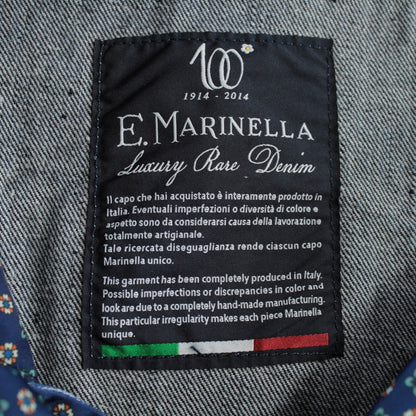 100
1914 - 2014
E. MARINELLA
Luxury Rare Denim
Il capo che hai acquistato è interamente prodotto in
Italia. Eventuali imperfezioni o diversità di colore e
aspetto sono da considerarsi causa della lavorazione
totalmente artigianale.
Tale ricercata diseguaglianza rende ciascun capo
Marinella unico.
This garment has been completely produced in Italy.
Possible imperfections or discrepancies in color and
look are due to a completely hand-made manufacturing.
This particular irregularity makes each piece Marinella
unique.